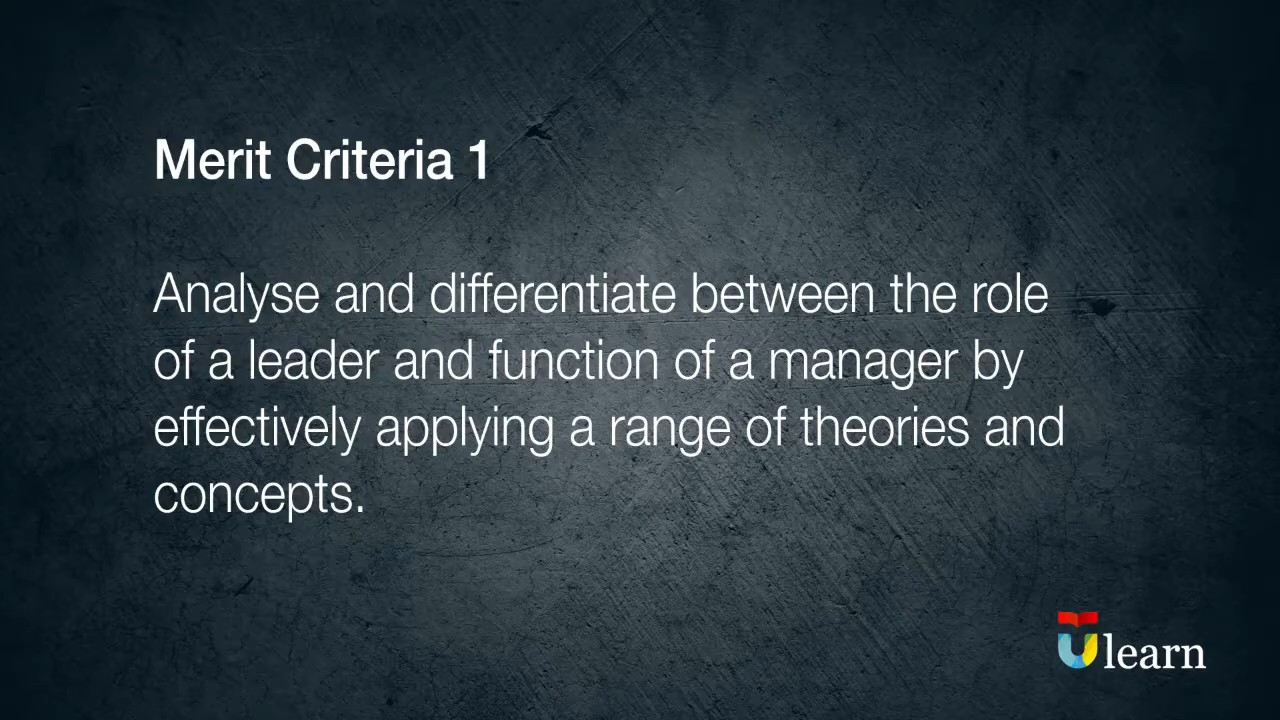 Merit Criteria 1
Analyse and differentiate between the role
of a leader and function of a manager by
effectively applying a range of theories and
concepts.
U learn